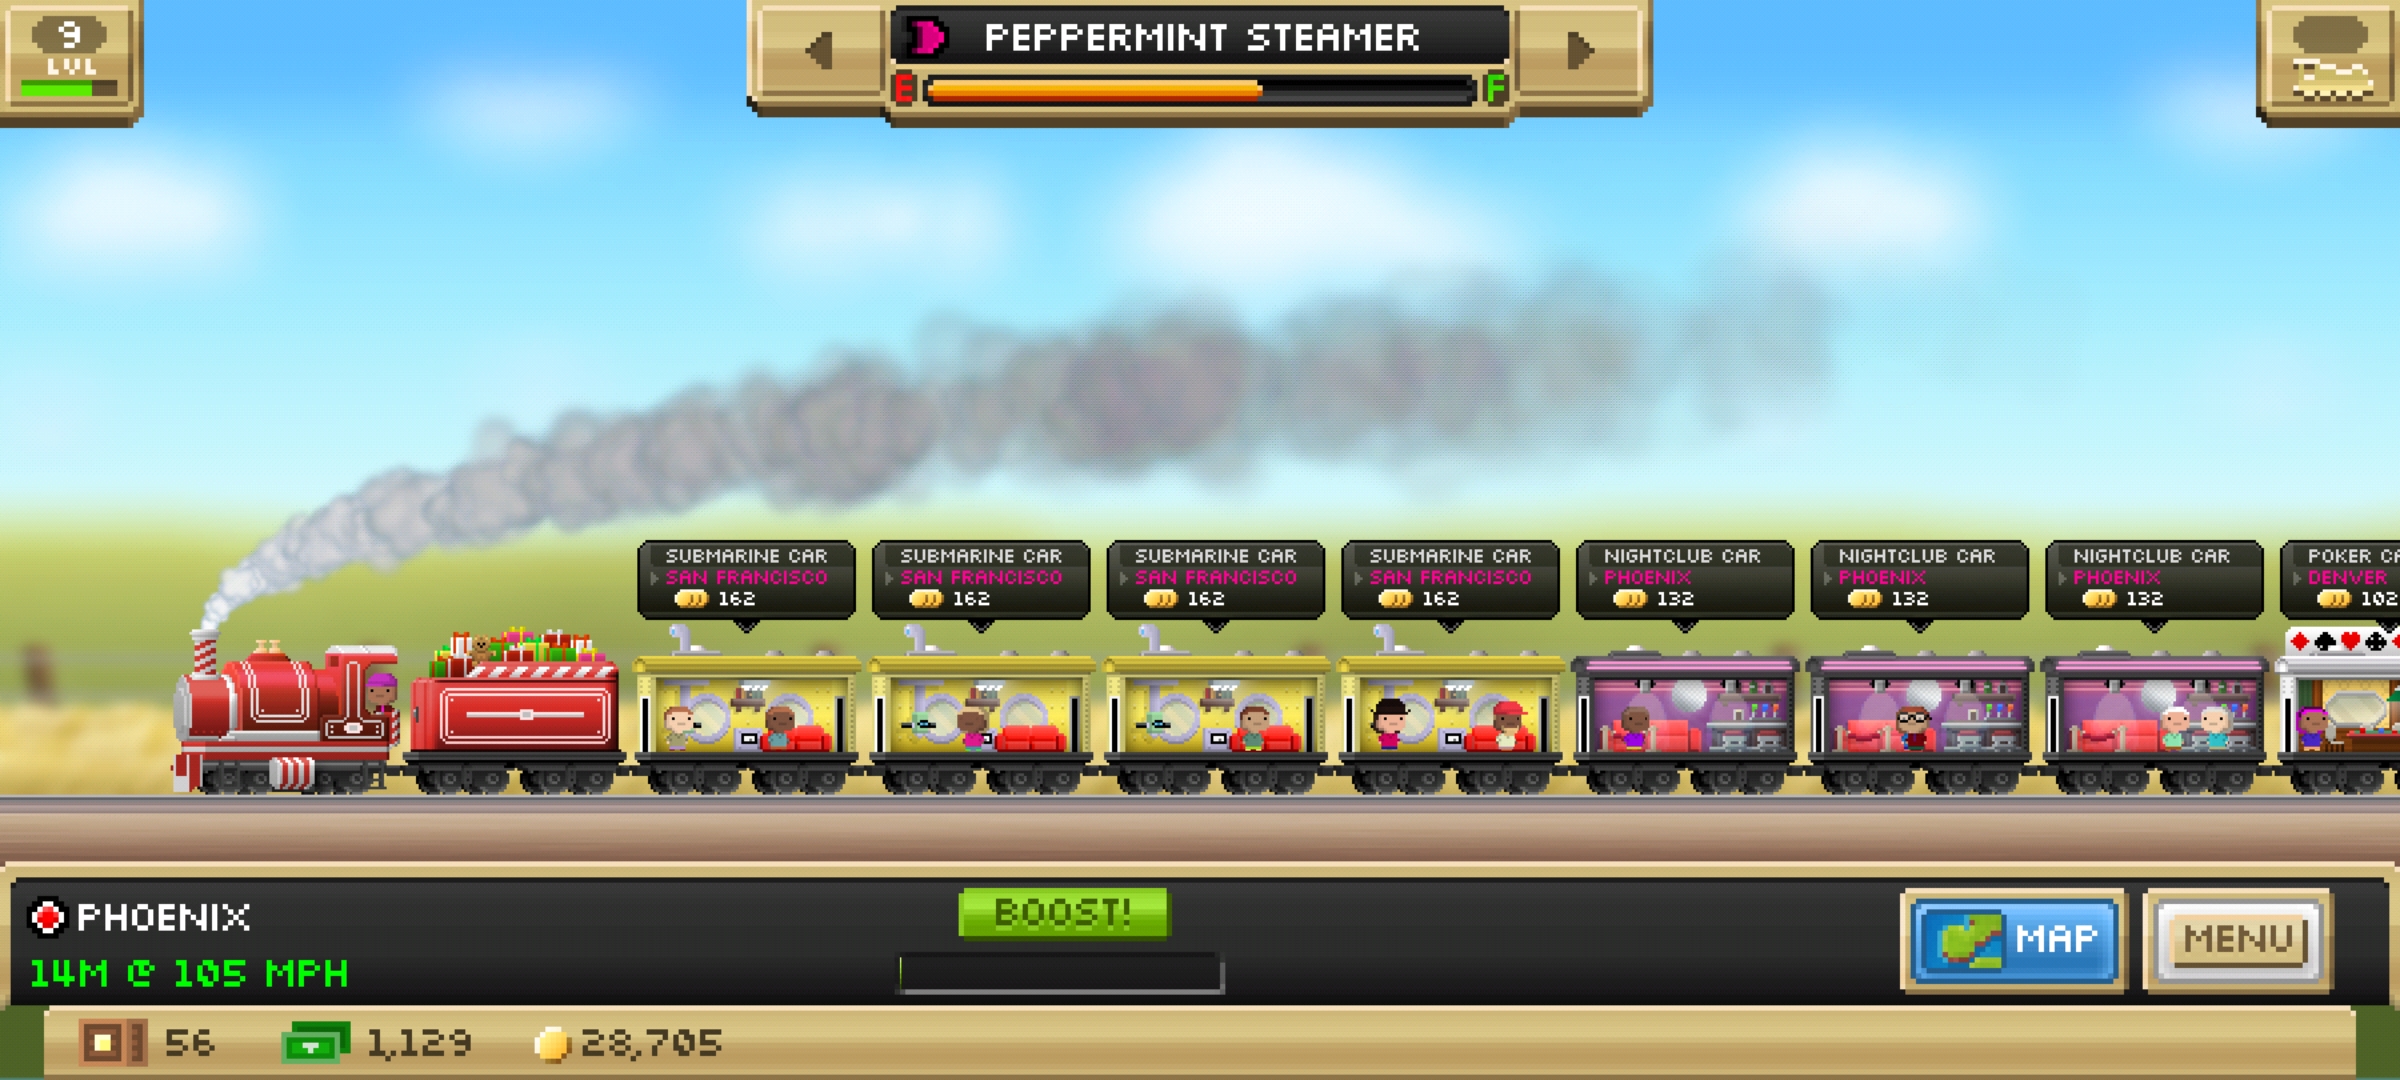 9
LVL
PEPPERMINT STEAMER
E F
SUBMARINE CAR
SAN FRANCISCO
162
SUBMARINE CAR
SAN FRANCISCO
162
SUBMARINE CAR
SAN FRANCISCO
162
SUBMARINE CAR
SAN FRANCISCO
162
NIGHTCLUB CAR
PHOENIX
132
NIGHTCLUB CAR
PHOENIX
132
NIGHTCLUB CAR
PHOENIX
132
POKER
DENVER
102
PHOENIX
14M @ 105 MPH
BOOST!
MAP
MENU
56
1,129
28,705